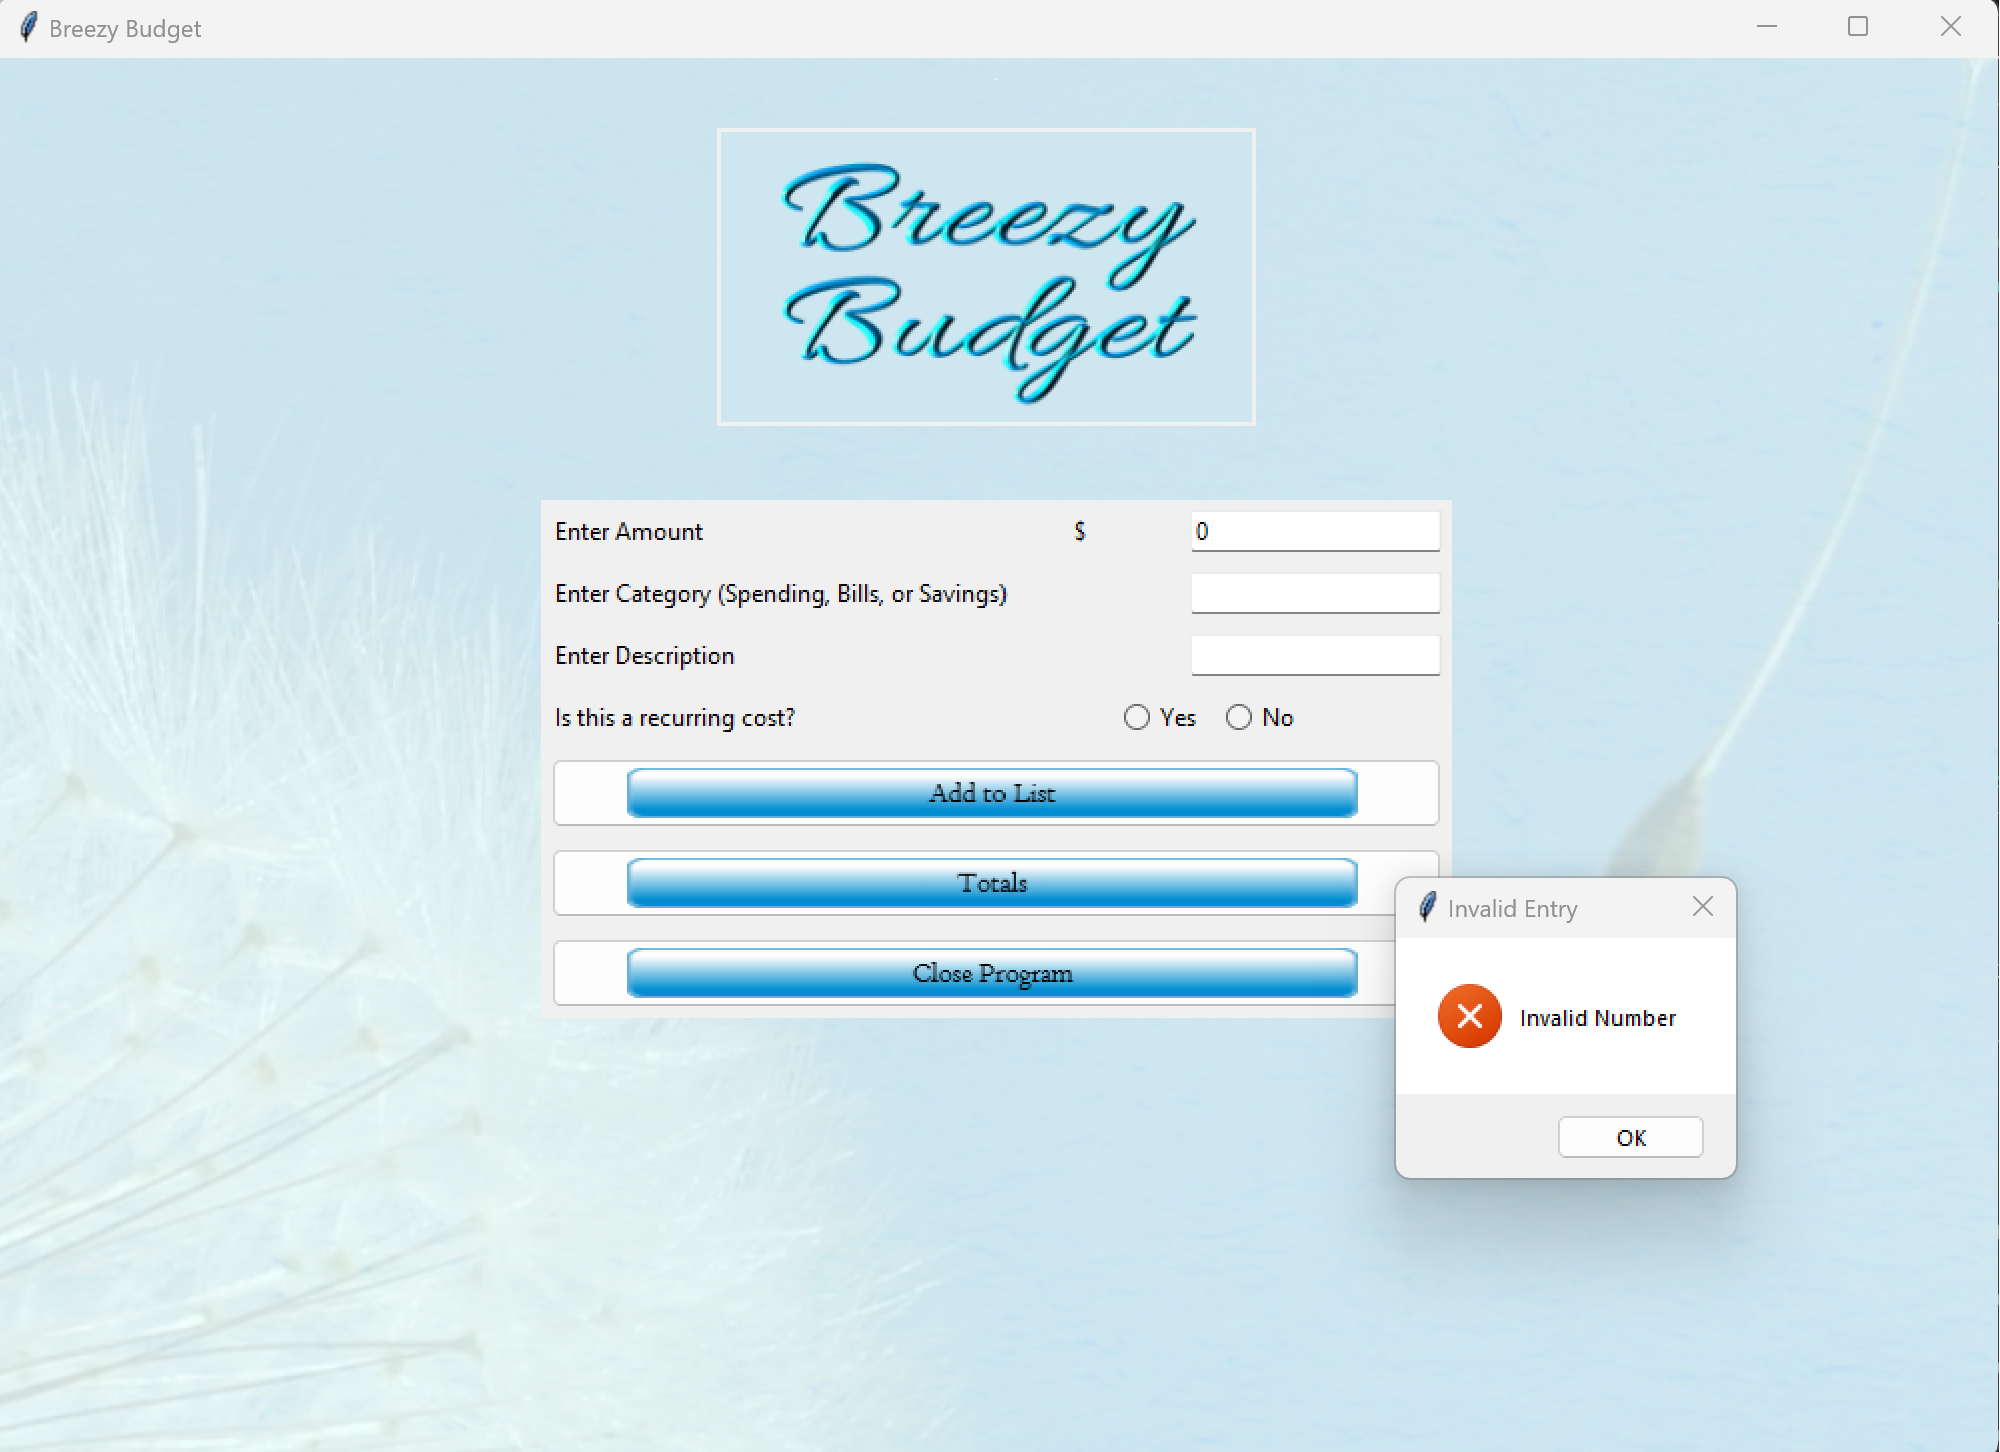 Breezy Budget
Breezy
Budget
Enter Amount $ 0
Enter Category (Spending, Bills, or Savings)
Enter Description
Is this a recurring cost? Yes No
Add to List
Totals
Close Program
Invalid Entry
Invalid Number
OK